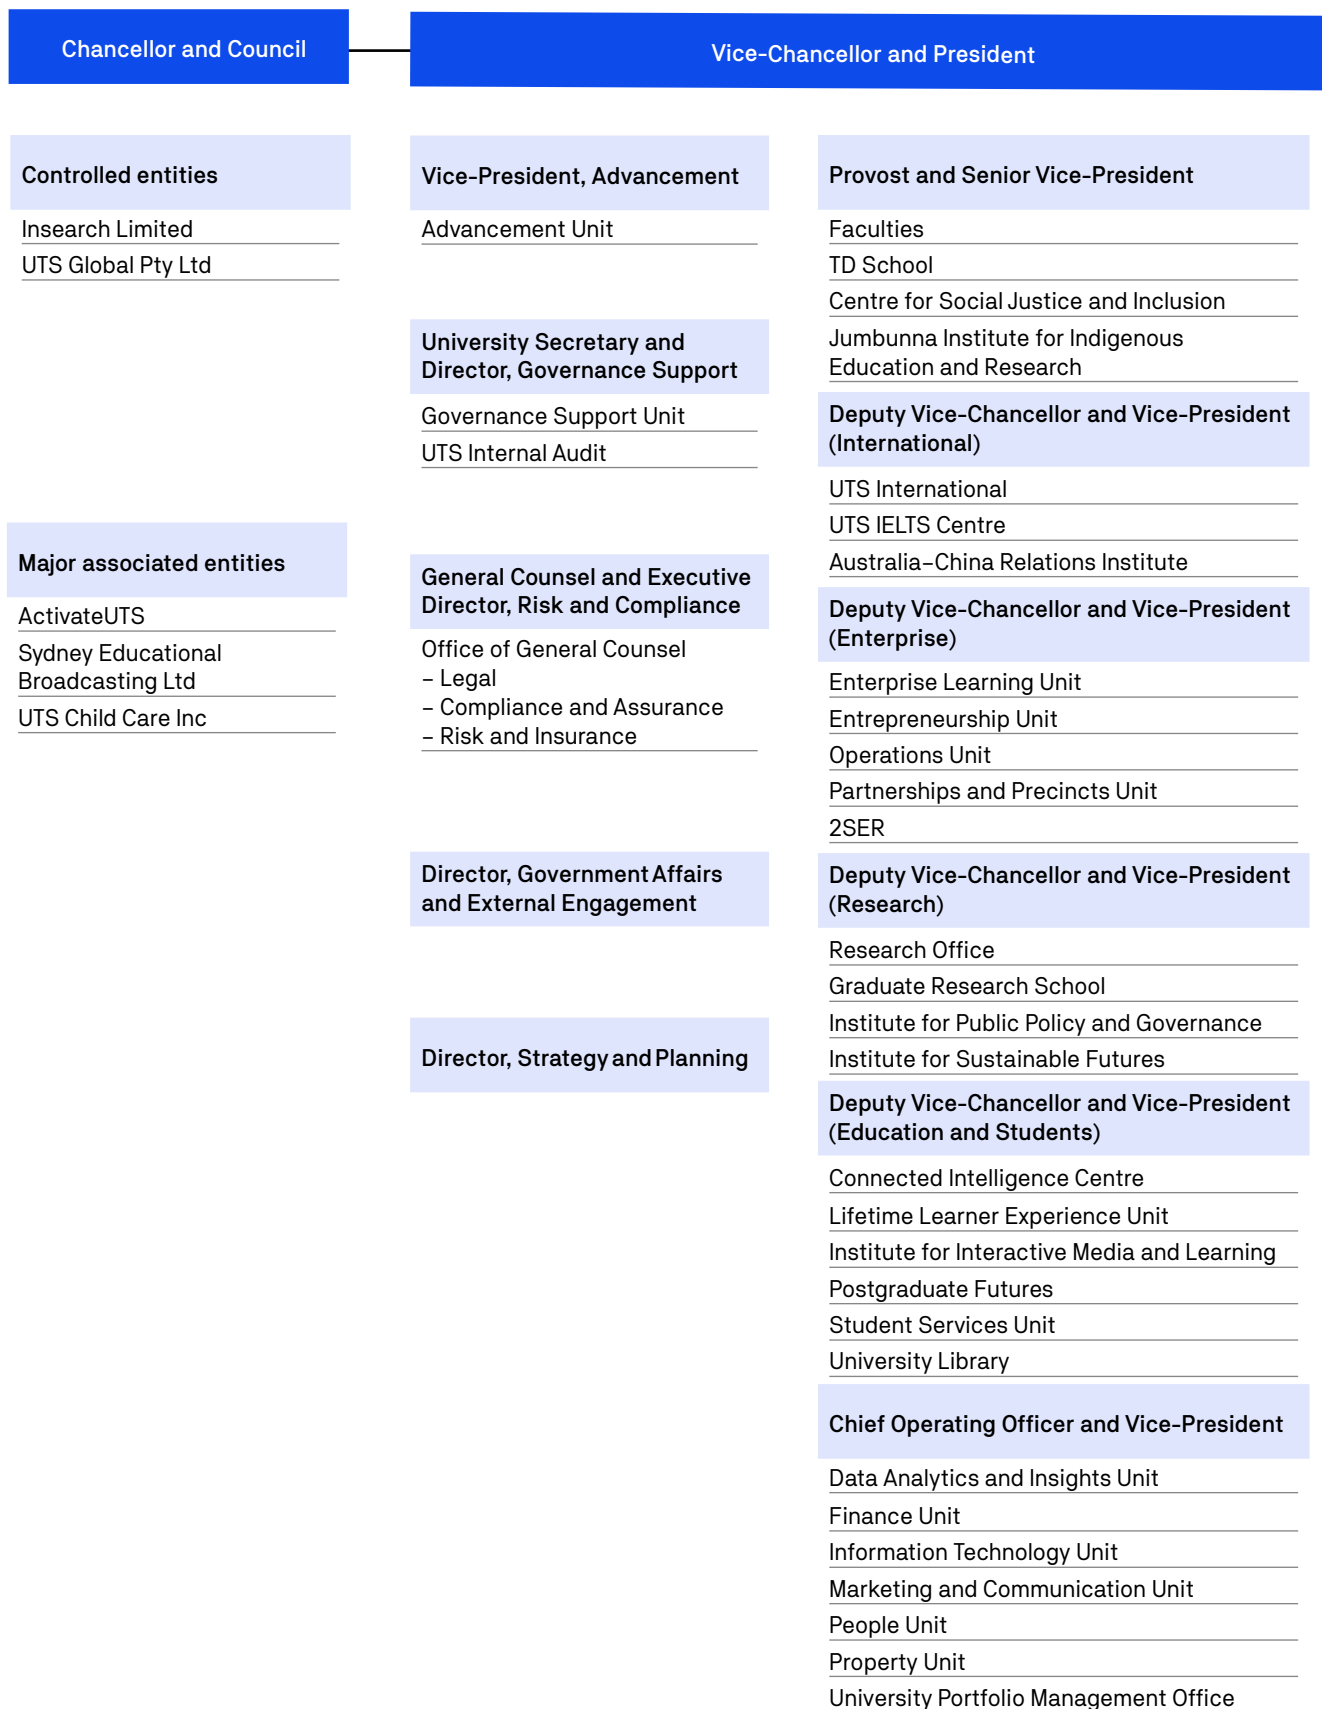 Chancellor and Council
Vice-Chancellor and President
Controlled entities
Insearch Limited
UTS Global Pty Ltd
Major associated entities
ActivateUTS
Sydney Educational
Broadcasting Ltd
UTS Child Care Inc
Vice-President, Advancement
Advancement Unit
University Secretary and
Director, Governance Support
Governance Support Unit
UTS Internal Audit
General Counsel and Executive
Director, Risk and Compliance
Office of General Counsel
– Legal
– Compliance and Assurance
– Risk and Insurance
Director, Government Affairs
and External Engagement
Director, Strategy and Planning
Provost and Senior Vice-President
Faculties
TD School
Centre for Social Justice and Inclusion
Jumbunna Institute for Indigenous
Education and Research
Deputy Vice-Chancellor and Vice-President
(International)
UTS International
UTS IELTS Centre
Australia–China Relations Institute
Deputy Vice-Chancellor and Vice-President
(Enterprise)
Enterprise Learning Unit
Entrepreneurship Unit
Operations Unit
Partnerships and Precincts Unit
2SER
Deputy Vice-Chancellor and Vice-President
(Research)
Research Office
Graduate Research School
Institute for Public Policy and Governance
Institute for Sustainable Futures
Deputy Vice-Chancellor and Vice-President
(Education and Students)
Connected Intelligence Centre
Lifetime Learner Experience Unit
Institute for Interactive Media and Learning
Postgraduate Futures
Student Services Unit
University Library
Chief Operating Officer and Vice-President
Data Analytics and Insights Unit
Finance Unit
Information Technology Unit
Marketing and Communication Unit
People Unit
Property Unit
University Portfolio Management Office